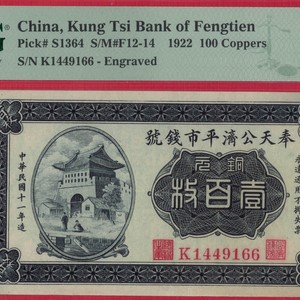 China, Kung Tsi Bank of Fengtien
Pick# S1364 S/M#F12-14 1922 100 Coppers
S/N K1449166 - Engraved
號錢市平濟公天奉
中華民國十一年造
元銅
枚百壹
K1449166